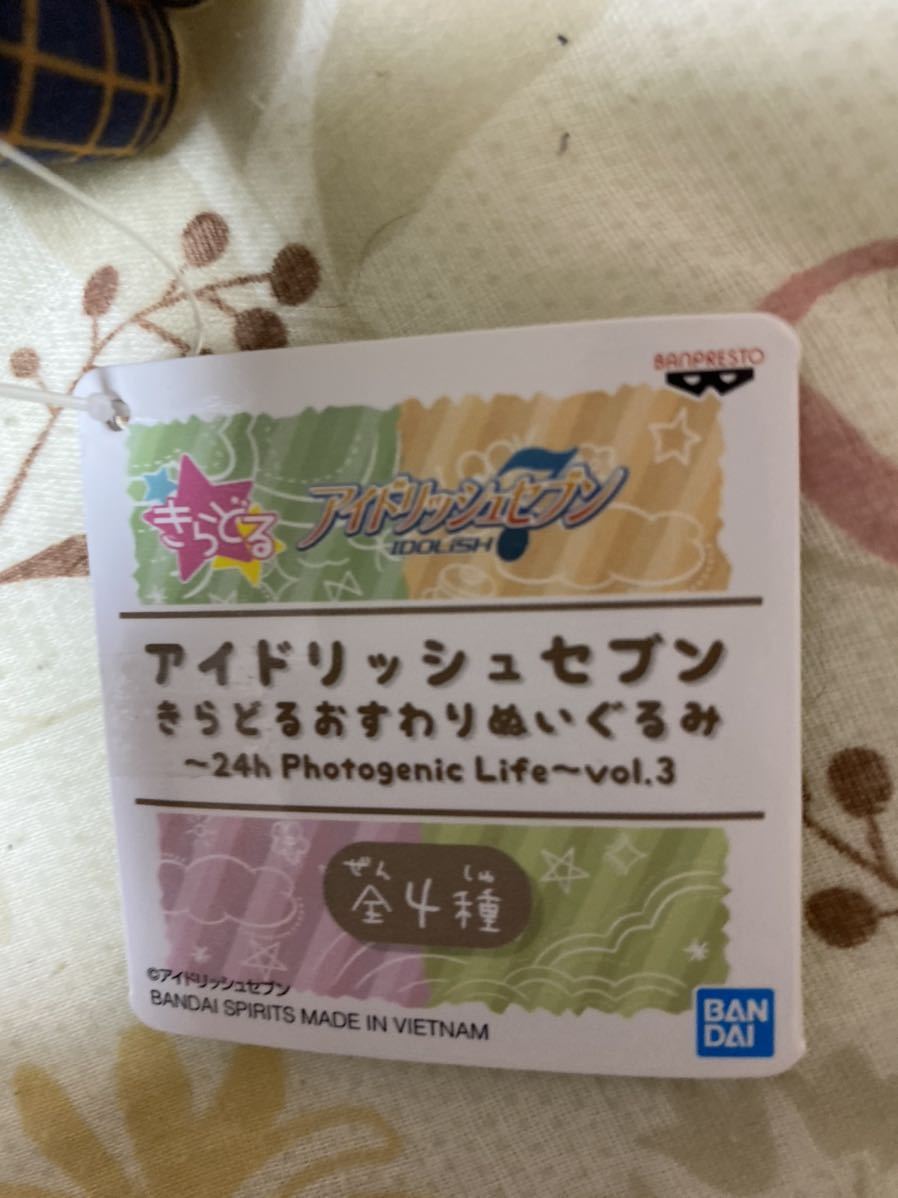 BANPRESTO
きらどる
アイドリッシュセブン
IDOLiSH7
アイドリッシュセブン
きらどるおすわりぬいぐるみ
～24h Photogenic Life～vol.3
ぜん しゅ
全4種
©アイドリッシュセブン
BANDAI SPIRITS MADE IN VIETNAM
BAN
DAI